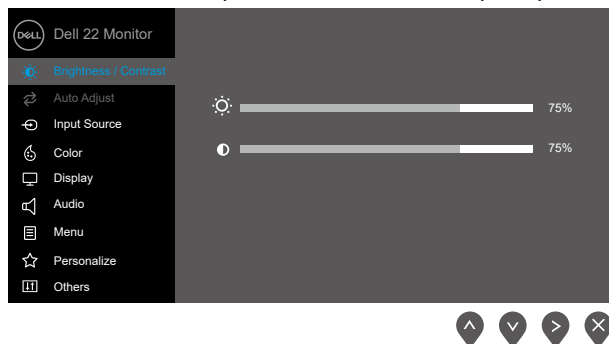 DELL Dell 22 Monitor
Brightness / Contrast
Auto Adjust
Input Source
Color
Display
Audio
Menu
Personalize
Others
75%
75%